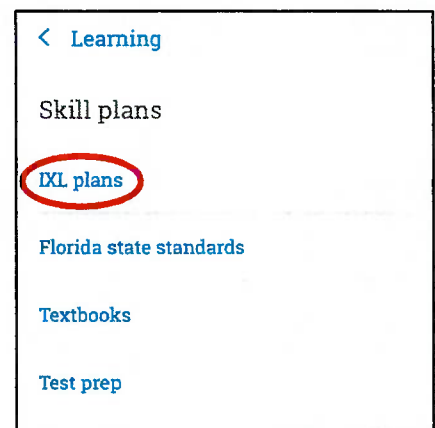 < Learning
Skill plans
IXL plans
Florida state standards
Textbooks
Test prep